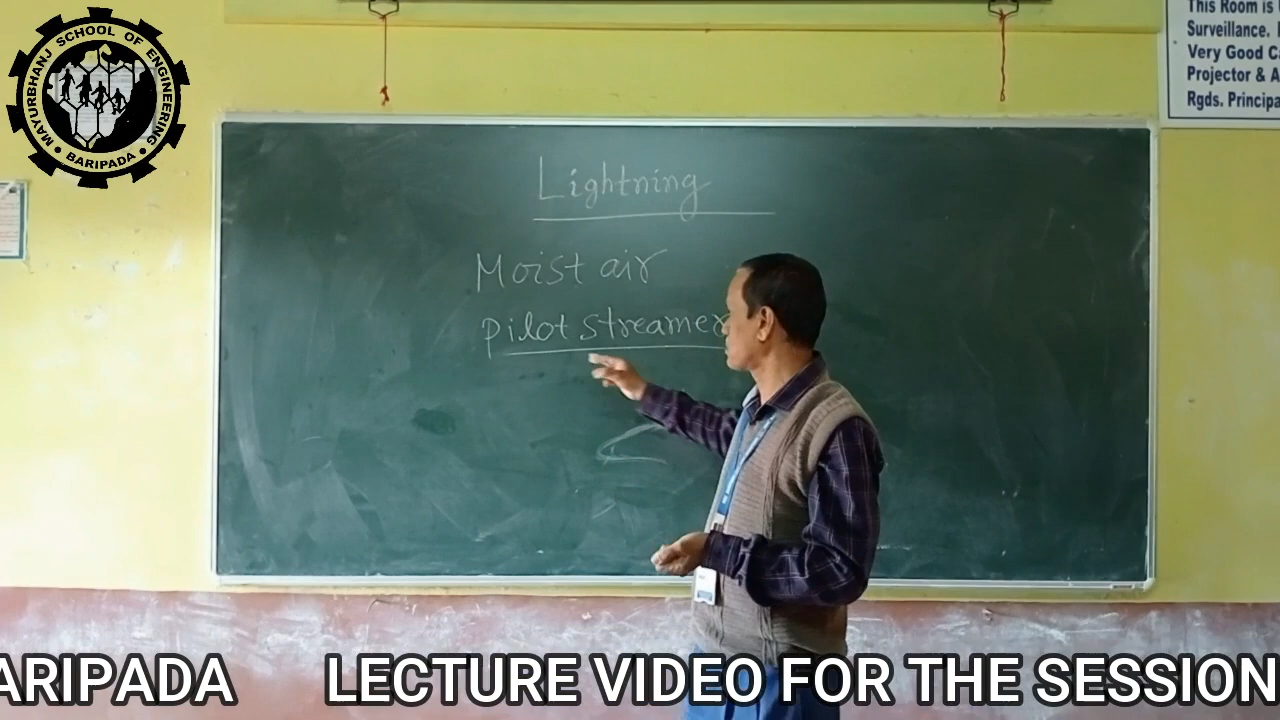 MAYURBHANJ SCHOOL OF ENGINEERING
• BARIPADA •
This Room is
Surveillance.
Very Good
Projector &
Rgds.
Lightning
Moist air
Pilot Streamer
ARIPADA LECTURE VIDEO FOR THE SESSION